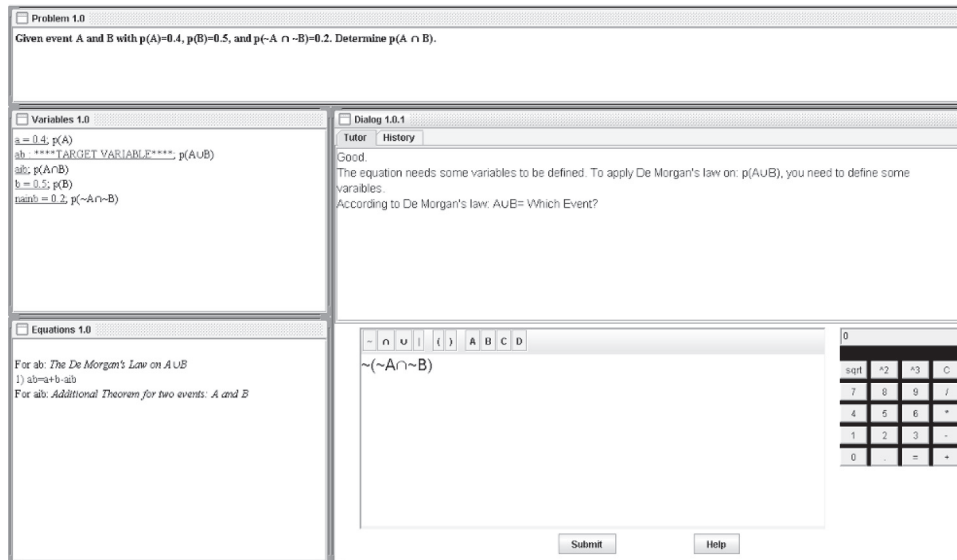 Problem 1.0
Given event A and B with p(A)=0.4, p(B)=0.5, and p(~A ∩ ~B)=0.2. Determine p(A ∩ B).
Variables 1.0
a = 0.4; p(A)
ab : ****TARGET VARIABLE****; p(A∪B)
aib; p(A∩B)
b = 0.5; p(B)
nainb = 0.2; p(~A∩~B)
Dialog 1.0.1
Tutor History
Good.
The equation needs some variables to be defined. To apply De Morgan's law on: p(A∪B), you need to define some
varaibles.
According to De Morgan's law: A∪B= Which Event?
Equations 1.0
For ab: The De Morgan's Law on A∪B
1) ab=a+b-aib
For aib: Additional Theorem for two events: A and B
~ ∩ ∪ | ( ) A B C D
~(~A∩~B)
Submit Help
0
sqrt ^2 ^3 C
7 8 9 /
4 5 6 *
1 2 3 -
0 . = +